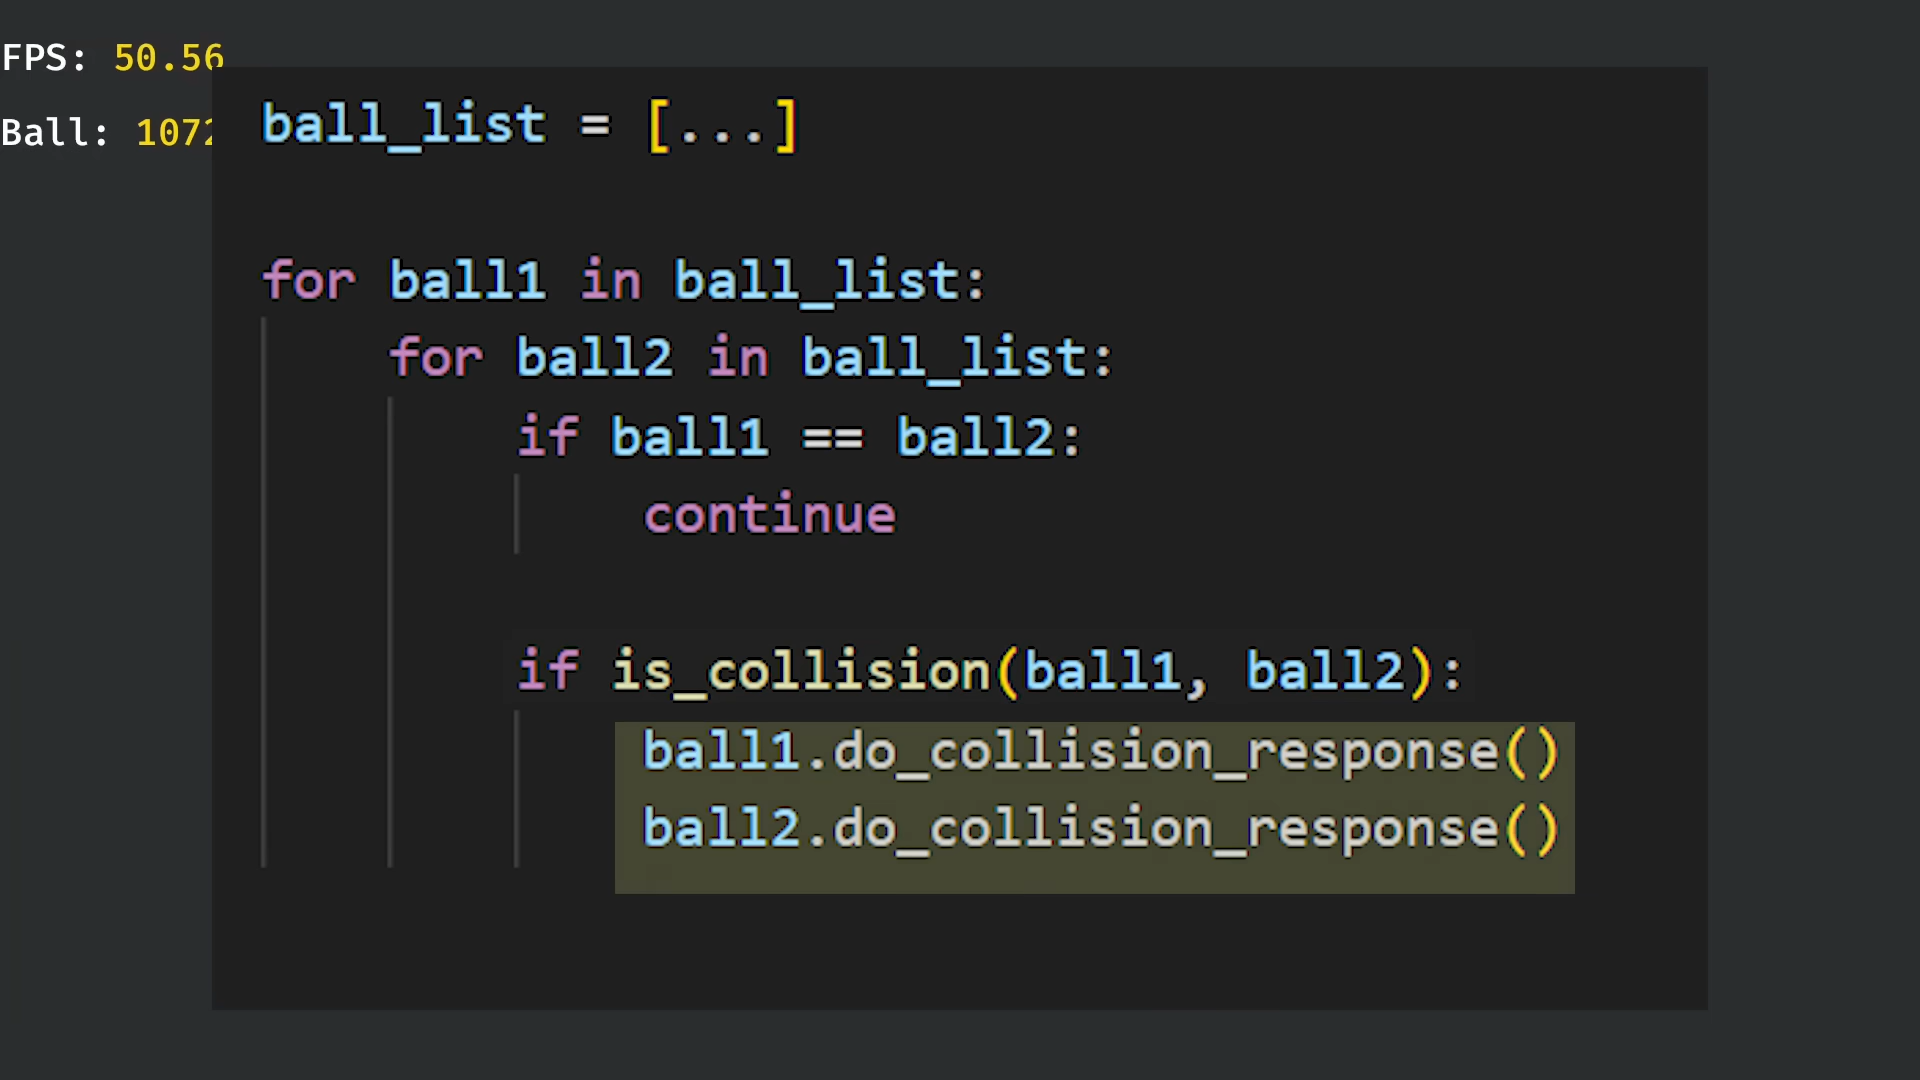 FPS: 50.56
Ball: 1072
ball_list = [...]
for ball1 in ball_list:
for ball2 in ball_list:
if ball1 == ball2:
continue
if is_collision(ball1, ball2):
ball1.do_collision_response()
ball2.do_collision_response()